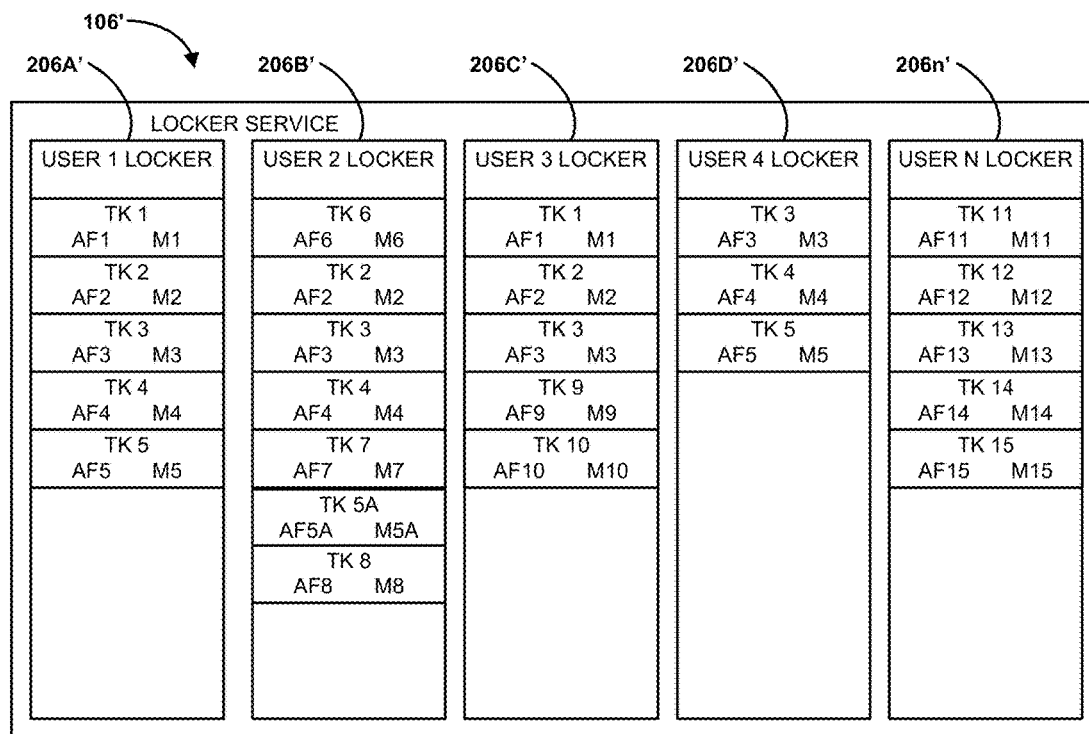 106'
206A' 206B' 206C' 206D' 206n'
LOCKER SERVICE
USER 1 LOCKER
TK 1
AF1 M1
TK 2
AF2 M2
TK 3
AF3 M3
TK 4
AF4 M4
TK 5
AF5 M5
USER 2 LOCKER
TK 6
AF6 M6
TK 2
AF2 M2
TK 3
AF3 M3
TK 4
AF4 M4
TK 7
AF7 M7
TK 5A
AF5A M5A
TK 8
AF8 M8
USER 3 LOCKER
TK 1
AF1 M1
TK 2
AF2 M2
TK 3
AF3 M3
TK 9
AF9 M9
TK 10
AF10 M10
USER 4 LOCKER
TK 3
AF3 M3
TK 4
AF4 M4
TK 5
AF5 M5
USER N LOCKER
TK 11
AF11 M11
TK 12
AF12 M12
TK 13
AF13 M13
TK 14
AF14 M14
TK 15
AF15 M15